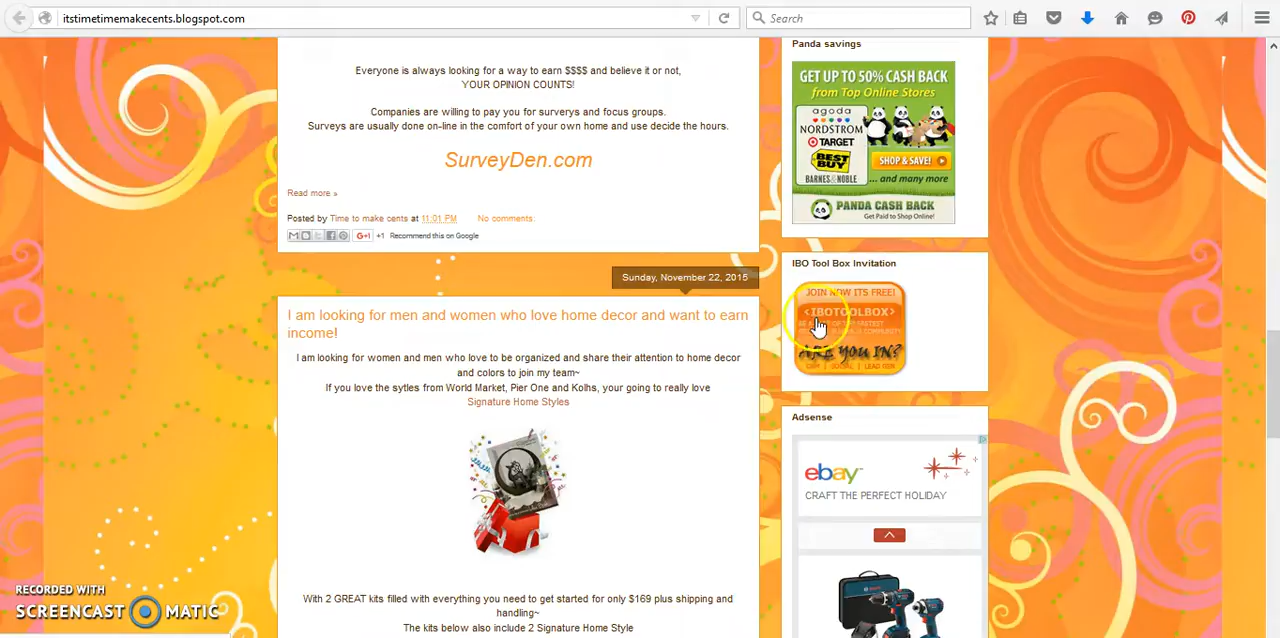 itstimetimemakecents.blogspot.com
Search
Everyone is always looking for a way to earn $$$$ and believe it or not,
YOUR OPINION COUNTS!
Companies are willing to pay you for surverys and focus groups.
Surveys are usually done on-line in the comfort of your own home and use decide the hours.
SurveyDen.com
Read more »
Posted by Time to make cents at 11:01 PM No comments:
G+1 +1 Recommend this on Google
Sunday, November 22, 2015
I am looking for men and women who love home decor and want to earn
income!
I am looking for women and men who love to be organized and share their attention to home decor
and colors to join my team~
If you love the sytles from World Market, Pier One and Kolhs, your going to really love
Signature Home Styles
With 2 GREAT kits filled with everything you need to get started for only $169 plus shipping and
handling~
The kits below also include 2 Signature Home Style
Panda savings
GET UP TO 50% CASH BACK
from Top Online Stores
agoda
NORDSTROM
TARGET
BEST
BUY
BARNES&NOBLE
SHOP & SAVE!
... and many more
PANDA CASH BACK
Get Paid to Shop Online!
IBO Tool Box Invitation
JOIN NOW ITS FREE!
<IBOTOOLBOX>
ARE YOU IN?
Adsense
ebay
CRAFT THE PERFECT HOLIDAY
RECORDED WITH
SCREENCAST MATIC